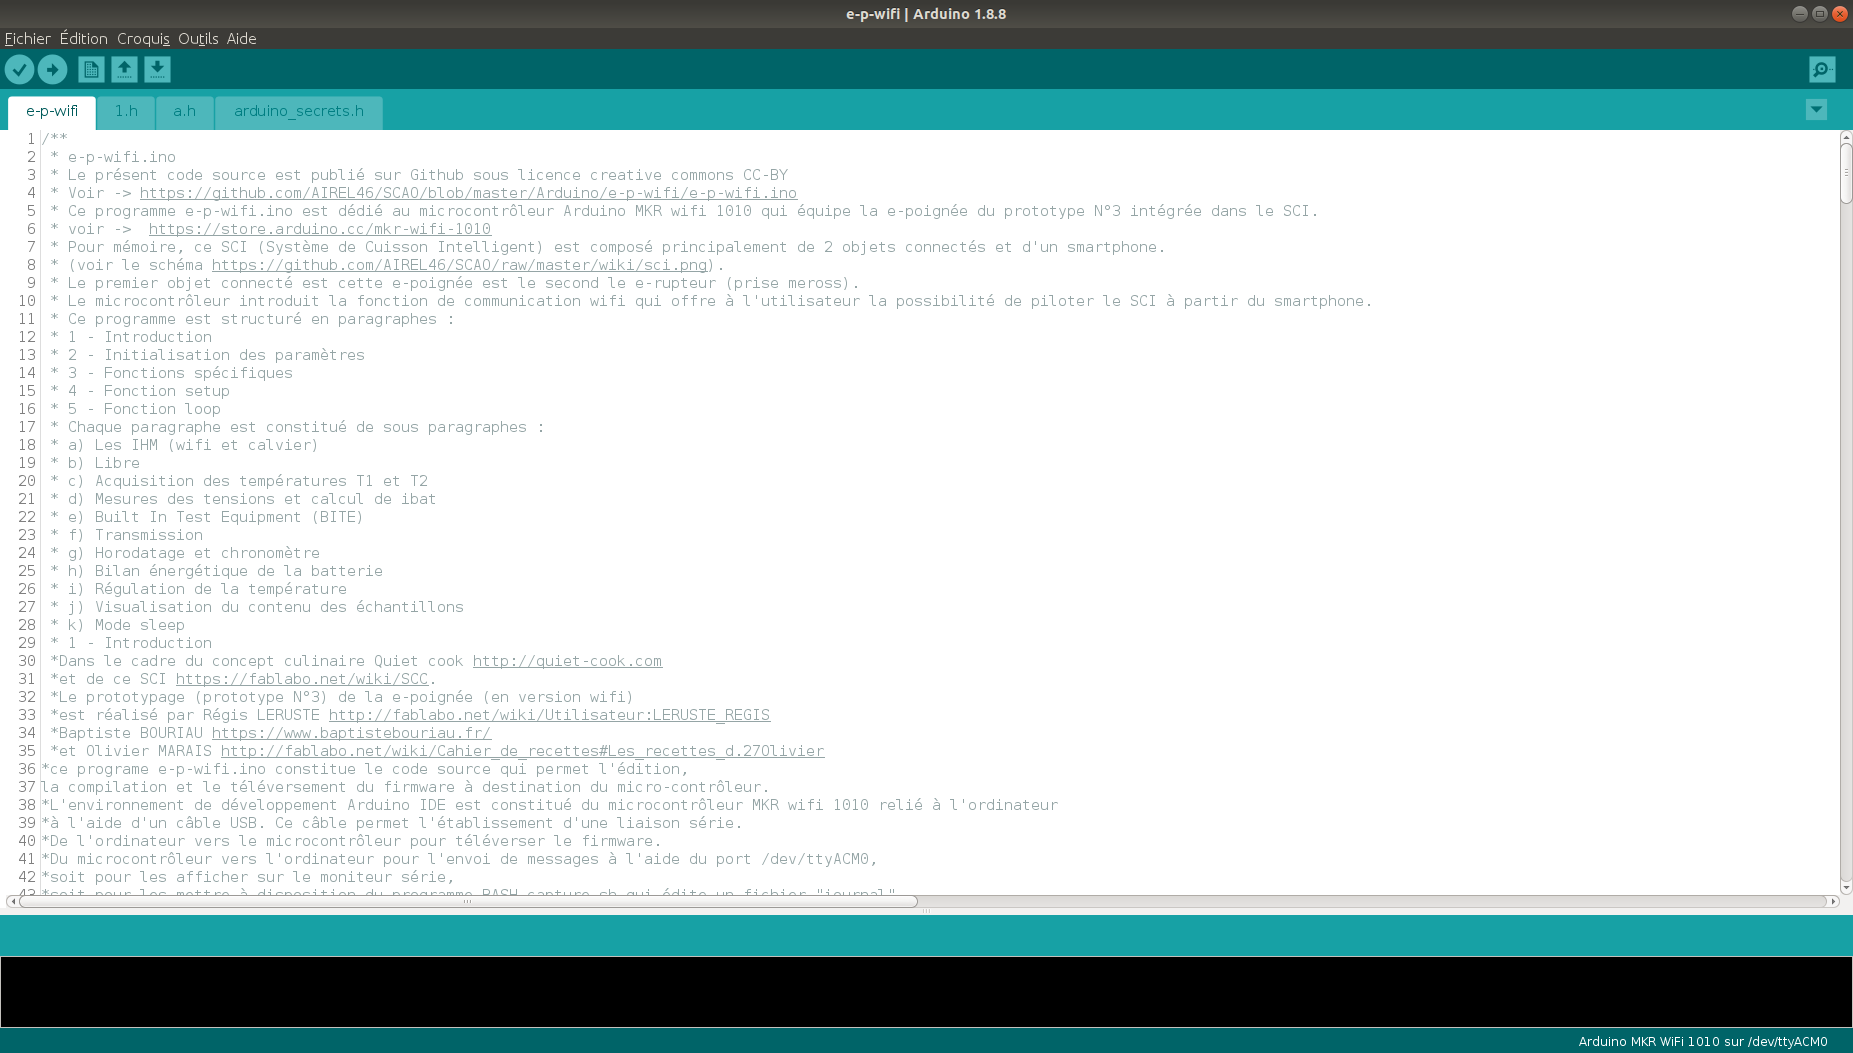 e-p-wifi | Arduino 1.8.8
Fichier Édition Croquis Outils Aide
e-p-wifi 1.h a.h arduino_secrets.h
1 /**
2 * e-p-wifi.ino
3 * Le présent code source est publié sur Github sous licence creative commons CC-BY
4 * Voir -> https://github.com/AIREL46/SCAO/blob/master/Arduino/e-p-wifi/e-p-wifi.ino
5 * Ce programme e-p-wifi.ino est dédié au microcontrôleur Arduino MKR wifi 1010 qui équipe la e-poignée du prototype N°3 intégrée dans le SCI.
6 * voir -> https://store.arduino.cc/mkr-wifi-1010
7 * Pour mémoire, ce SCI (Système de Cuisson Intelligent) est composé principalement de 2 objets connectés et d'un smartphone.
8 * (voir le schéma https://github.com/AIREL46/SCAO/raw/master/wiki/sci.png).
9 * Le premier objet connecté est cette e-poignée est le second le e-rupteur (prise meross).
10 * Le microcontrôleur introduit la fonction de communication wifi qui offre à l'utilisateur la possibilité de piloter le SCI à partir du smartphone.
11 * Ce programme est structuré en paragraphes :
12 * 1 - Introduction
13 * 2 - Initialisation des paramètres
14 * 3 - Fonctions spécifiques
15 * 4 - Fonction setup
16 * 5 - Fonction loop
17 * Chaque paragraphe est constitué de sous paragraphes :
18 * a) Les IHM (wifi et calvier)
19 * b) Libre
20 * c) Acquisition des températures T1 et T2
21 * d) Mesures des tensions et calcul de ibat
22 * e) Built In Test Equipment (BITE)
23 * f) Transmission
24 * g) Horodatage et chronomètre
25 * h) Bilan énergétique de la batterie
26 * i) Régulation de la température
27 * j) Visualisation du contenu des échantillons
28 * k) Mode sleep
29 * 1 - Introduction
30 *Dans le cadre du concept culinaire Quiet cook http://quiet-cook.com
31 *et de ce SCI https://fablabo.net/wiki/SCC.
32 *Le prototypage (prototype N°3) de la e-poignée (en version wifi)
33 *est réalisé par Régis LERUSTE http://fablabo.net/wiki/Utilisateur:LERUSTE_REGIS
34 *Baptiste BOURIAU https://www.baptistebouriau.fr/
35 *et Olivier MARAIS http://fablabo.net/wiki/Cahier_de_recettes#Les_recettes_d.27Olivier
36 *ce programe e-p-wifi.ino constitue le code source qui permet l'édition,
37 la compilation et le téléversement du firmware à destination du micro-contrôleur.
38 *L'environnement de développement Arduino IDE est constitué du microcontrôleur MKR wifi 1010 relié à l'ordinateur
39 *à l'aide d'un câble USB. Ce câble permet l'établissement d'une liaison série.
40 *De l'ordinateur vers le microcontrôleur pour téléverser le firmware.
41 *Du microcontrôleur vers l'ordinateur pour l'envoi de messages à l'aide du port /dev/ttyACM0,
42 *soit pour les afficher sur le moniteur série,
43 *soit pour les mettre à disposition du programme BASH capture.sh qui édite un fichier "journal"
Arduino MKR WiFi 1010 sur /dev/ttyACM0